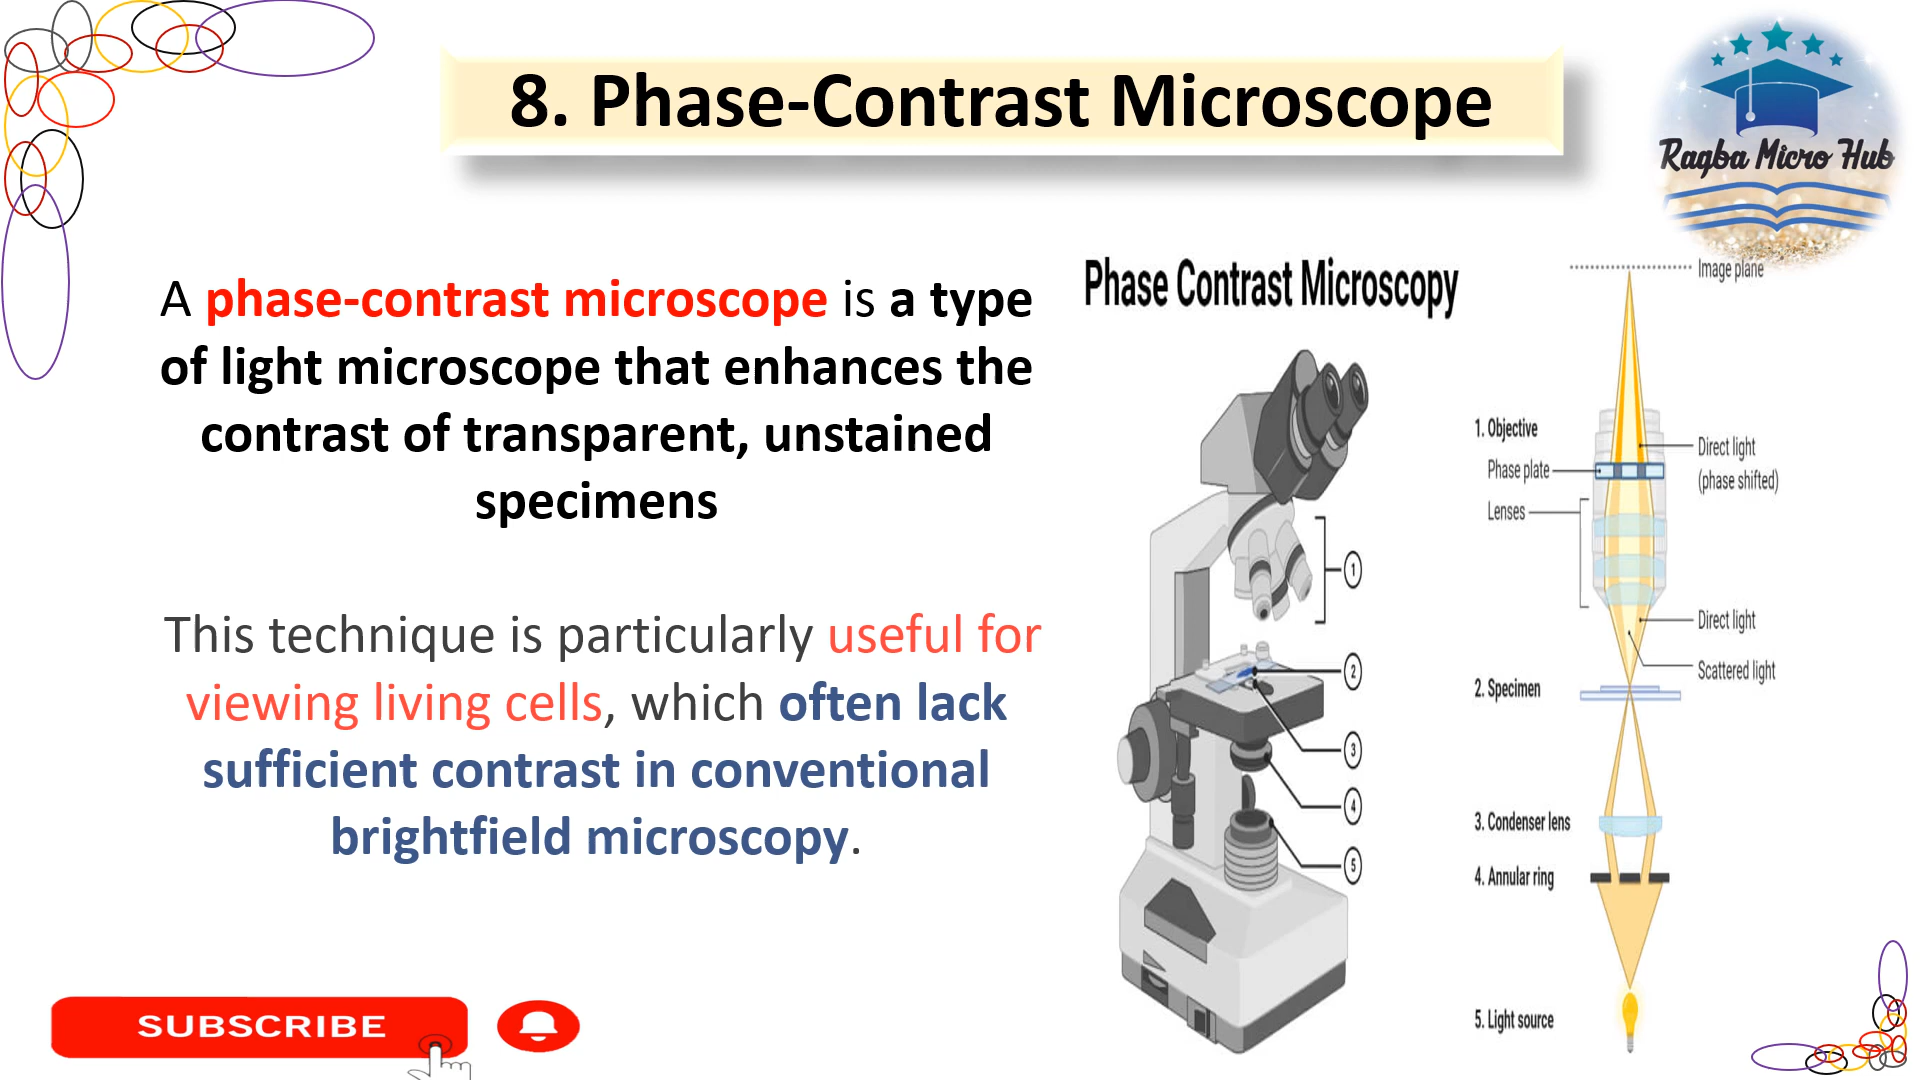 8. Phase-Contrast Microscope
Ragba Micro Hub
A phase-contrast microscope is a type
of light microscope that enhances the
contrast of transparent, unstained
specimens
This technique is particularly useful for
viewing living cells, which often lack
sufficient contrast in conventional
brightfield microscopy.
SUBSCRIBE
Phase Contrast Microscopy
1
2
3
4
5
Image plane
1. Objective
Phase plate
Lenses
Direct light
(phase shifted)
Direct light
Scattered light
2. Specimen
3. Condenser lens
4. Annular ring
5. Light source